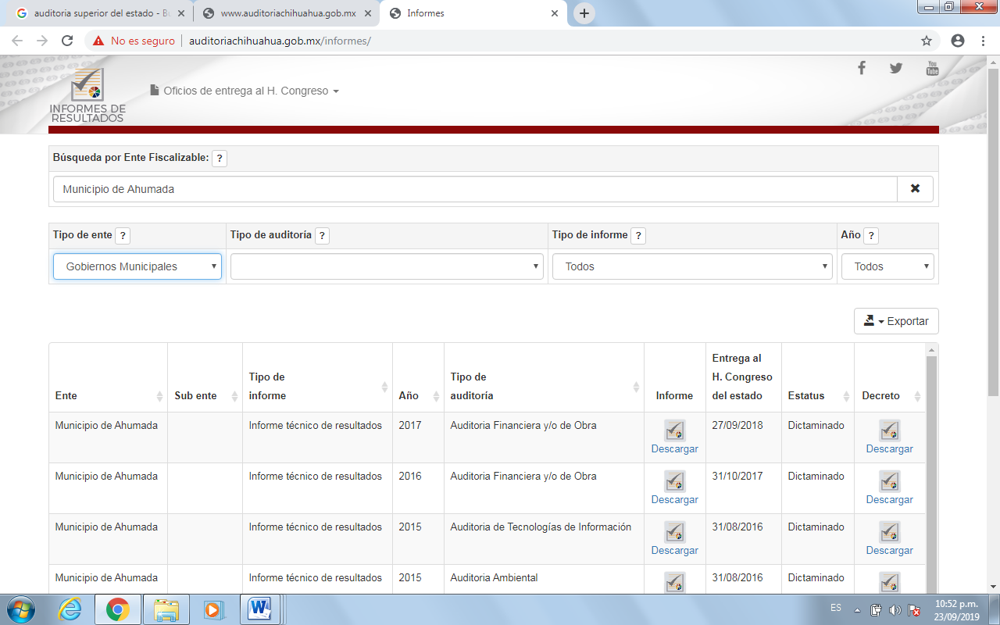 auditoria superior del estado - B
www.auditoriachihuahua.gob.mx
Informes
No es seguro
auditoriachihuahua.gob.mx/informes/
INFORMES DE
RESULTADOS
Oficios de entrega al H. Congreso
You
Tube
Búsqueda por Ente Fiscalizable: ?
Municipio de Ahumada
Tipo de ente ? Tipo de auditoría ? Tipo de informe ? Año ?
Gobiernos Municipales Todos Todos
Exportar
Ente Sub ente Tipo de informe Año Tipo de auditoría Informe Entrega al H. Congreso del estado Estatus Decreto
Municipio de Ahumada Informe técnico de resultados 2017 Auditoria Financiera y/o de Obra 27/09/2018 Dictaminado
Descargar Descargar
Municipio de Ahumada Informe técnico de resultados 2016 Auditoria Financiera y/o de Obra 31/10/2017 Dictaminado
Descargar Descargar
Municipio de Ahumada Informe técnico de resultados 2015 Auditoria de Tecnologías de Información 31/08/2016 Dictaminado
Descargar Descargar
Municipio de Ahumada Informe técnico de resultados 2015 Auditoria Ambiental 31/08/2016 Dictaminado
ES
10:52 p.m.
23/09/2019